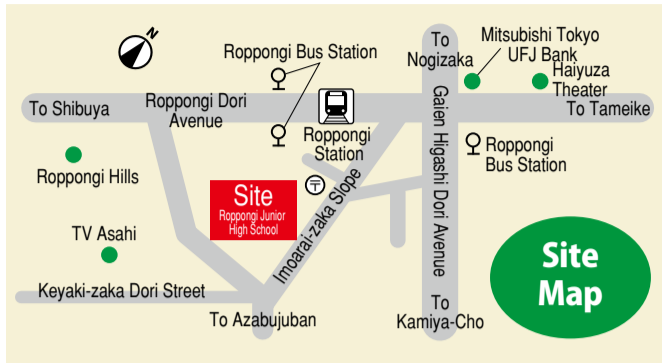 N
To
Nogizaka
Mitsubishi Tokyo
UFJ Bank
Haiyuza
Theater
Roppongi Bus Station
To Shibuya
Roppongi Dori
Avenue
Roppongi
Station
To Tameike
Gaien Higashi Dori Avenue
Roppongi
Bus Station
Roppongi Hills
Site
Roppongi Junior
High School
〒
Imoarai-zaka Slope
TV Asahi
Keyaki-zaka Dori Street
To Azabujuban
To
Kamiya-Cho
Site
Map